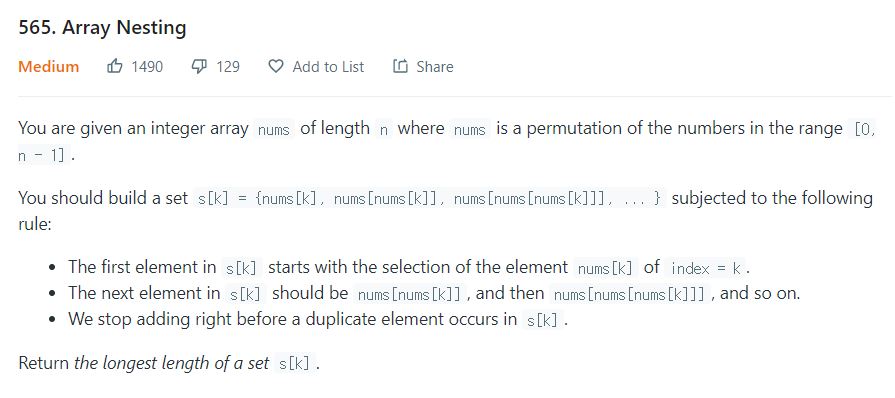 565. Array Nesting
Medium 1490 129 Add to List Share
You are given an integer array nums of length n where nums is a permutation of the numbers in the range [0,
n - 1] .
You should build a set s[k] = {nums[k], nums[nums[k]], nums[nums[nums[k]]], ... } subjected to the following
rule:
• The first element in s[k] starts with the selection of the element nums[k] of index = k .
• The next element in s[k] should be nums[nums[k]] , and then nums[nums[nums[k]]] , and so on.
• We stop adding right before a duplicate element occurs in s[k] .
Return the longest length of a set s[k] .